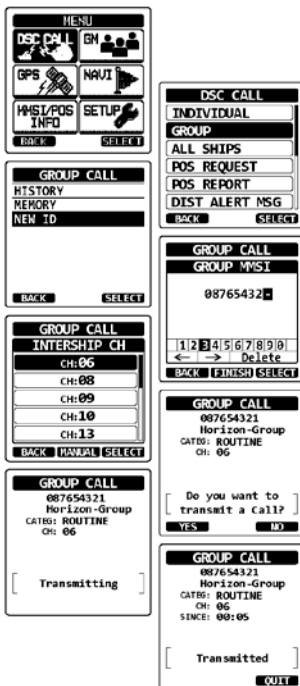 MENU
DSC CALL
GM
GPS
NAVI
MMSI/POS
INFO
SETUP
BACK
SELECT
DSC CALL
INDIVIDUAL
GROUP
ALL SHIPS
POS REQUEST
POS REPORT
DIST ALERT MSG
BACK
SELECT
GROUP CALL
HISTORY
MEMORY
NEW ID
BACK
SELECT
GROUP CALL
GROUP MMSI
08765432-
1 2 3 4 5 6 7 8 9 0
← → Delete
BACK FINISH SELECT
GROUP CALL
INTERSHIP CH
CH:06
CH:08
CH:09
CH:10
CH:13
BACK MANUAL SELECT
GROUP CALL
087654321
Horizon-Group
CATEG: ROUTINE
CH: 06
[ Do you want to
transmit a Call? ]
YES
NO
GROUP CALL
087654321
Horizon-Group
CATEG: ROUTINE
CH: 06
[ Transmitting ]
GROUP CALL
087654321
Horizon-Group
CATEG: ROUTINE
CH: 06
SINCE: 00:05
[ Transmitted ]
QUIT